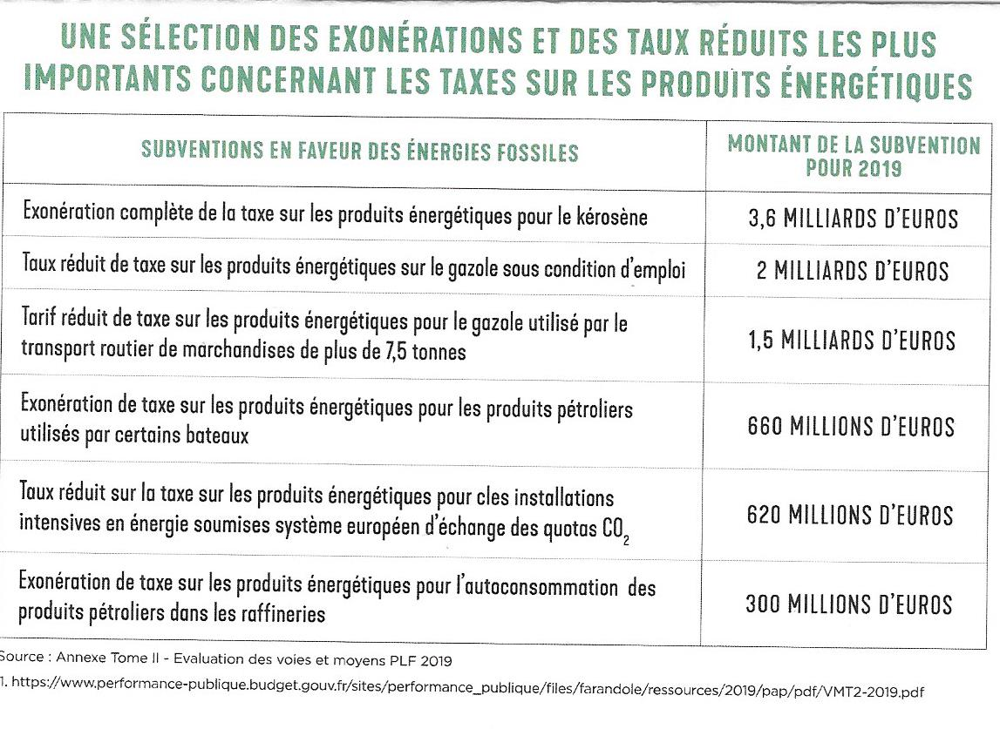 UNE SÉLECTION DES EXONÉRATIONS ET DES TAUX RÉDUITS LES PLUS
IMPORTANTS CONCERNANT LES TAXES SUR LES PRODUITS ÉNERGÉTIQUES
SUBVENTIONS EN FAVEUR DES ÉNERGIES FOSSILES
MONTANT DE LA SUBVENTION
POUR 2019
Exonération complète de la taxe sur les produits énergétiques pour le kérosène
3,6 MILLIARDS D'EUROS
Taux réduit de taxe sur les produits énergétiques sur le gazole sous condition d'emploi
2 MILLIARDS D'EUROS
Tarif réduit de taxe sur les produits énergétiques pour le gazole utilisé par le
transport routier de marchandises de plus de 7,5 tonnes
1,5 MILLIARDS D'EUROS
Exonération de taxe sur les produits énergétiques pour les produits pétroliers
utilisés par certains bateaux
660 MILLIONS D'EUROS
Taux réduit sur la taxe sur les produits énergétiques pour cles installations
intensives en énergie soumises système européen d'échange des quotas CO₂
620 MILLIONS D'EUROS
Exonération de taxe sur les produits énergétiques pour l'autoconsommation des
produits pétroliers dans les raffineries
300 MILLIONS D'EUROS
Source : Annexe Tome II - Evaluation des voies et moyens PLF 2019
1. https://www.performance-publique.budget.gouv.fr/sites/performance_publique/files/farandole/ressources/2019/pap/pdf/VMT2-2019.pdf